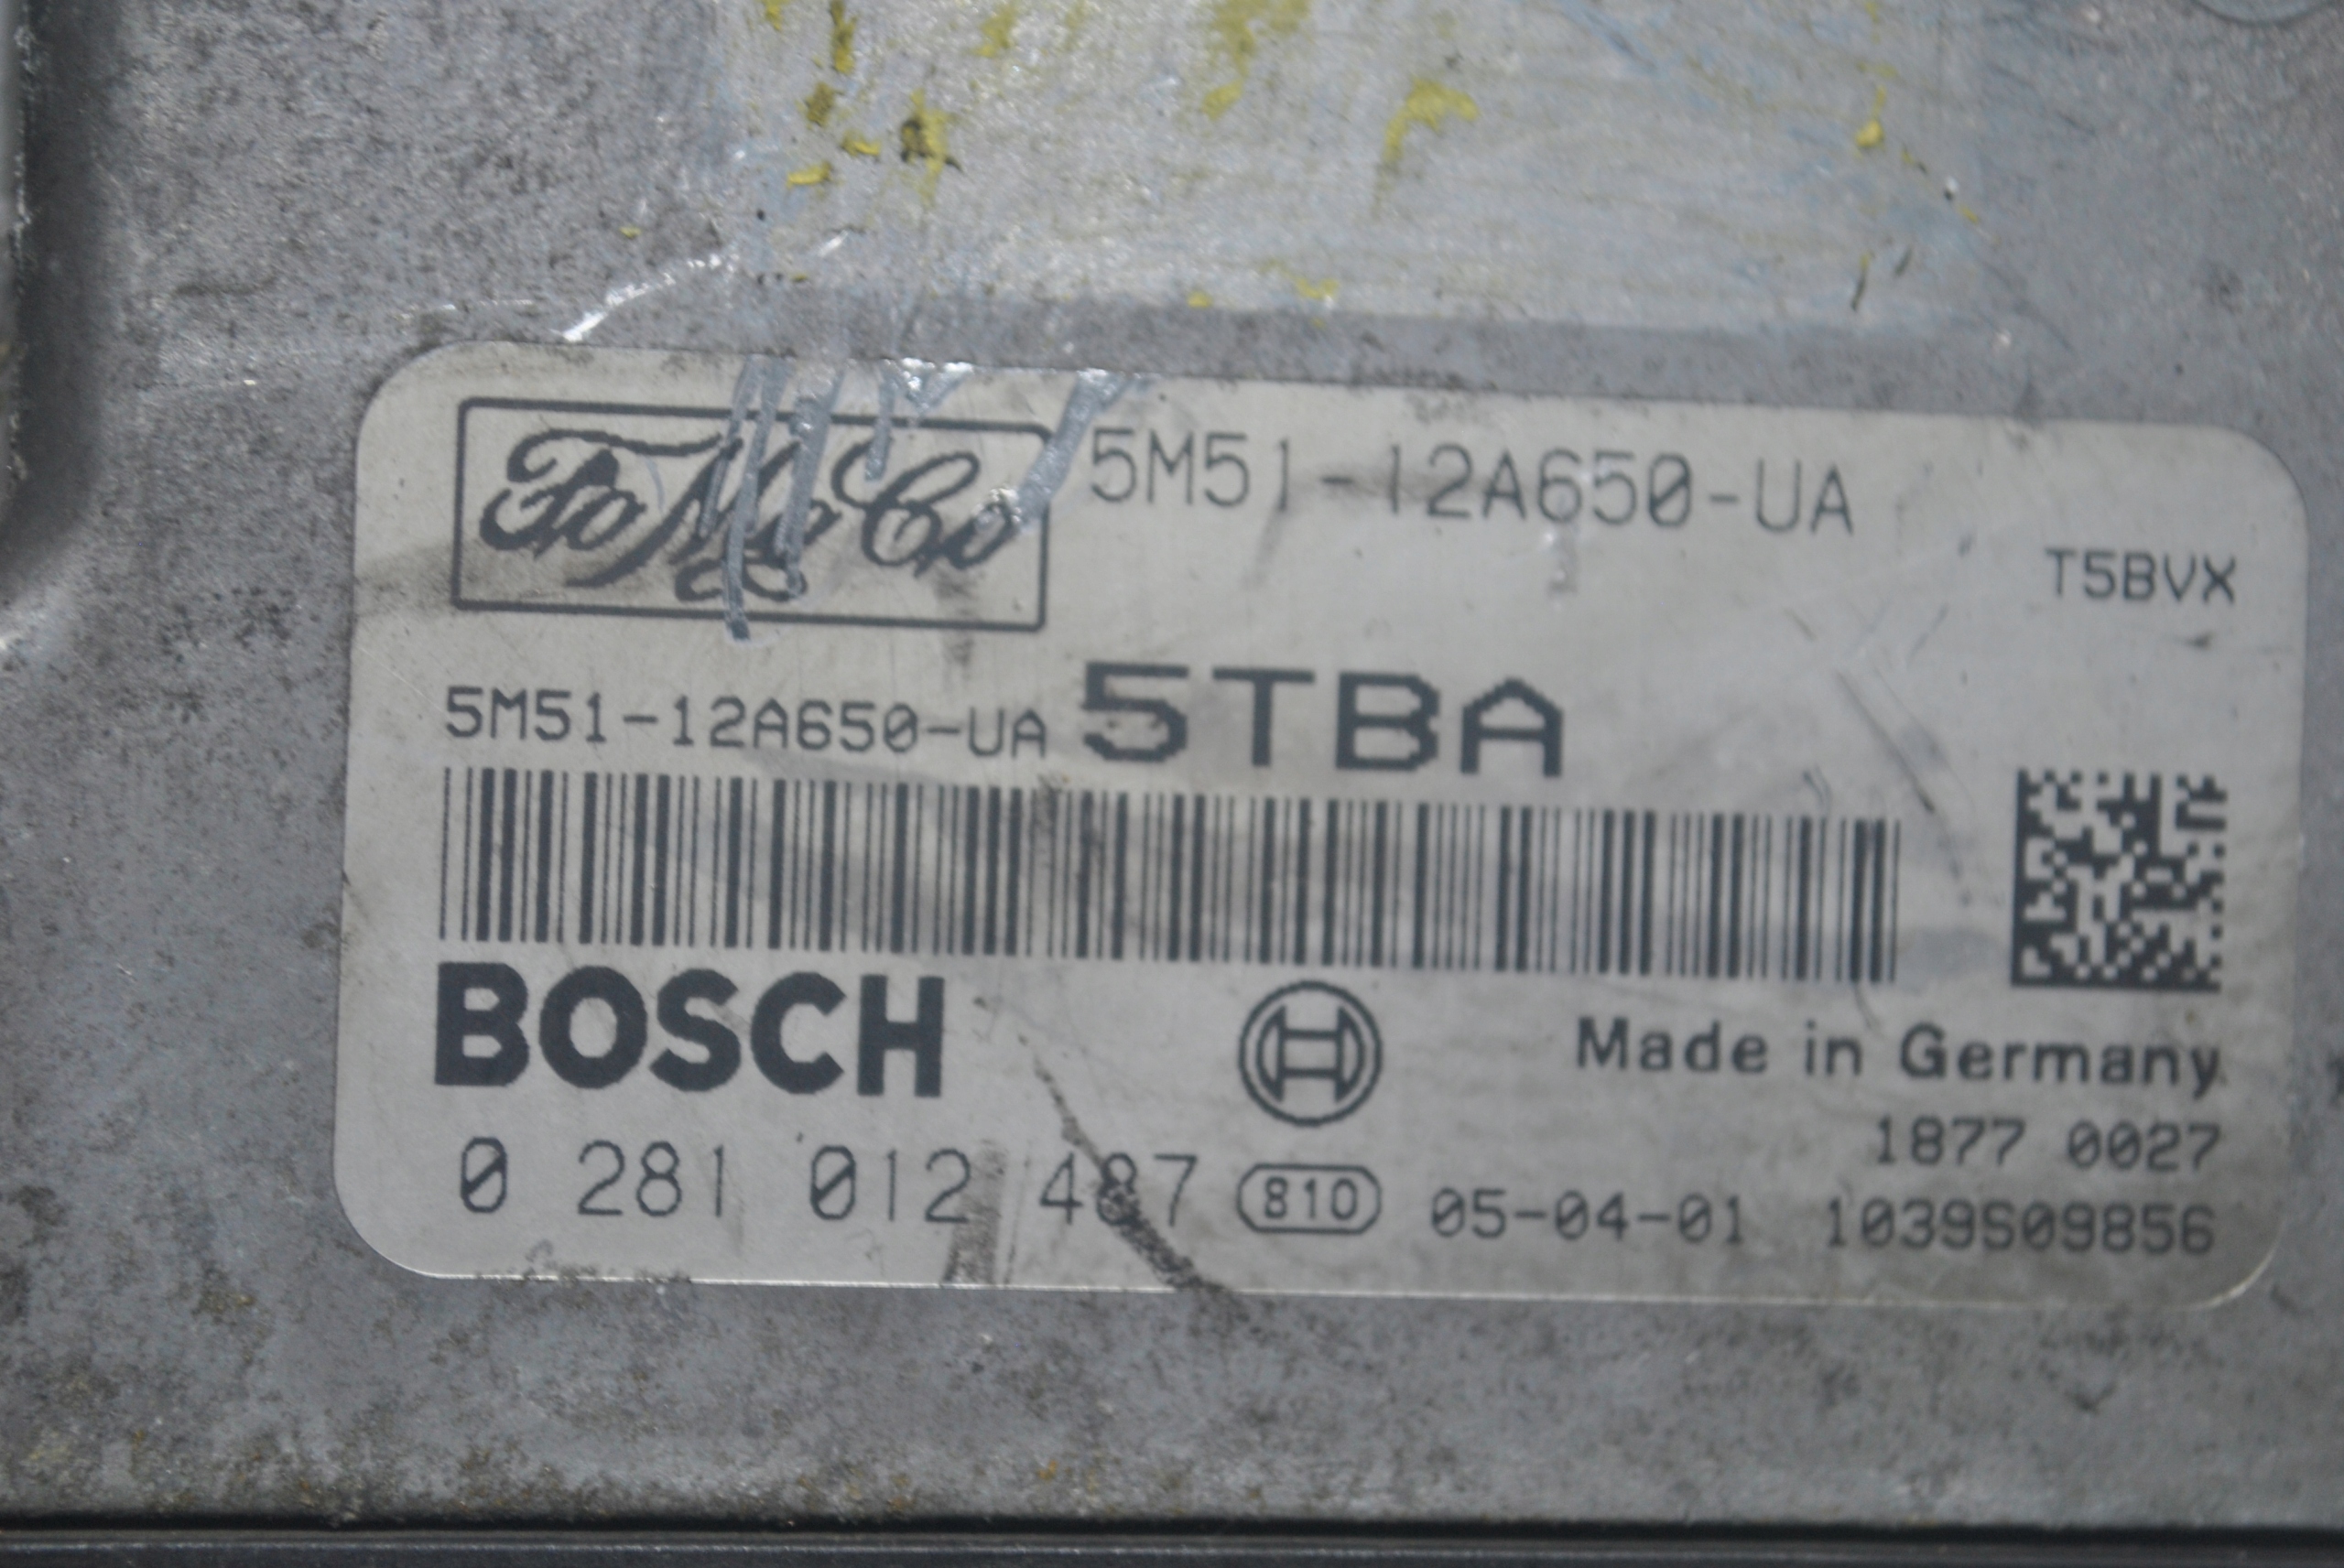 FoMoCo 5M51-12A650-UA
T5BVX
5M51-12A650-UA 5TBA
BOSCH
Made in Germany
1877 0027
0 281 012 487 810 05-04-01 1039S09856